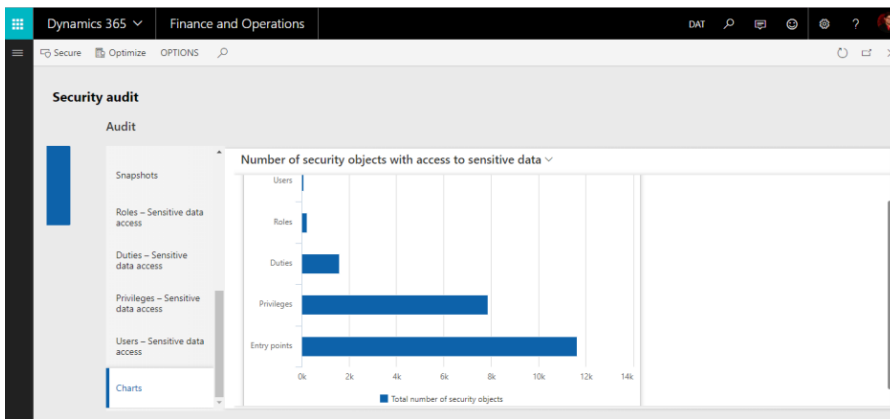 Dynamics 365
Finance and Operations
DAT
?
Secure
Optimize
OPTIONS
Security audit
Audit
Snapshots
Roles – Sensitive data
access
Duties – Sensitive
data access
Privileges – Sensitive
data access
Users – Sensitive data
access
Charts
Number of security objects with access to sensitive data
Users
Roles
Duties
Privileges
Entry points
0k 2k 4k 6k 8k 10k 12k 14k
Total number of security objects